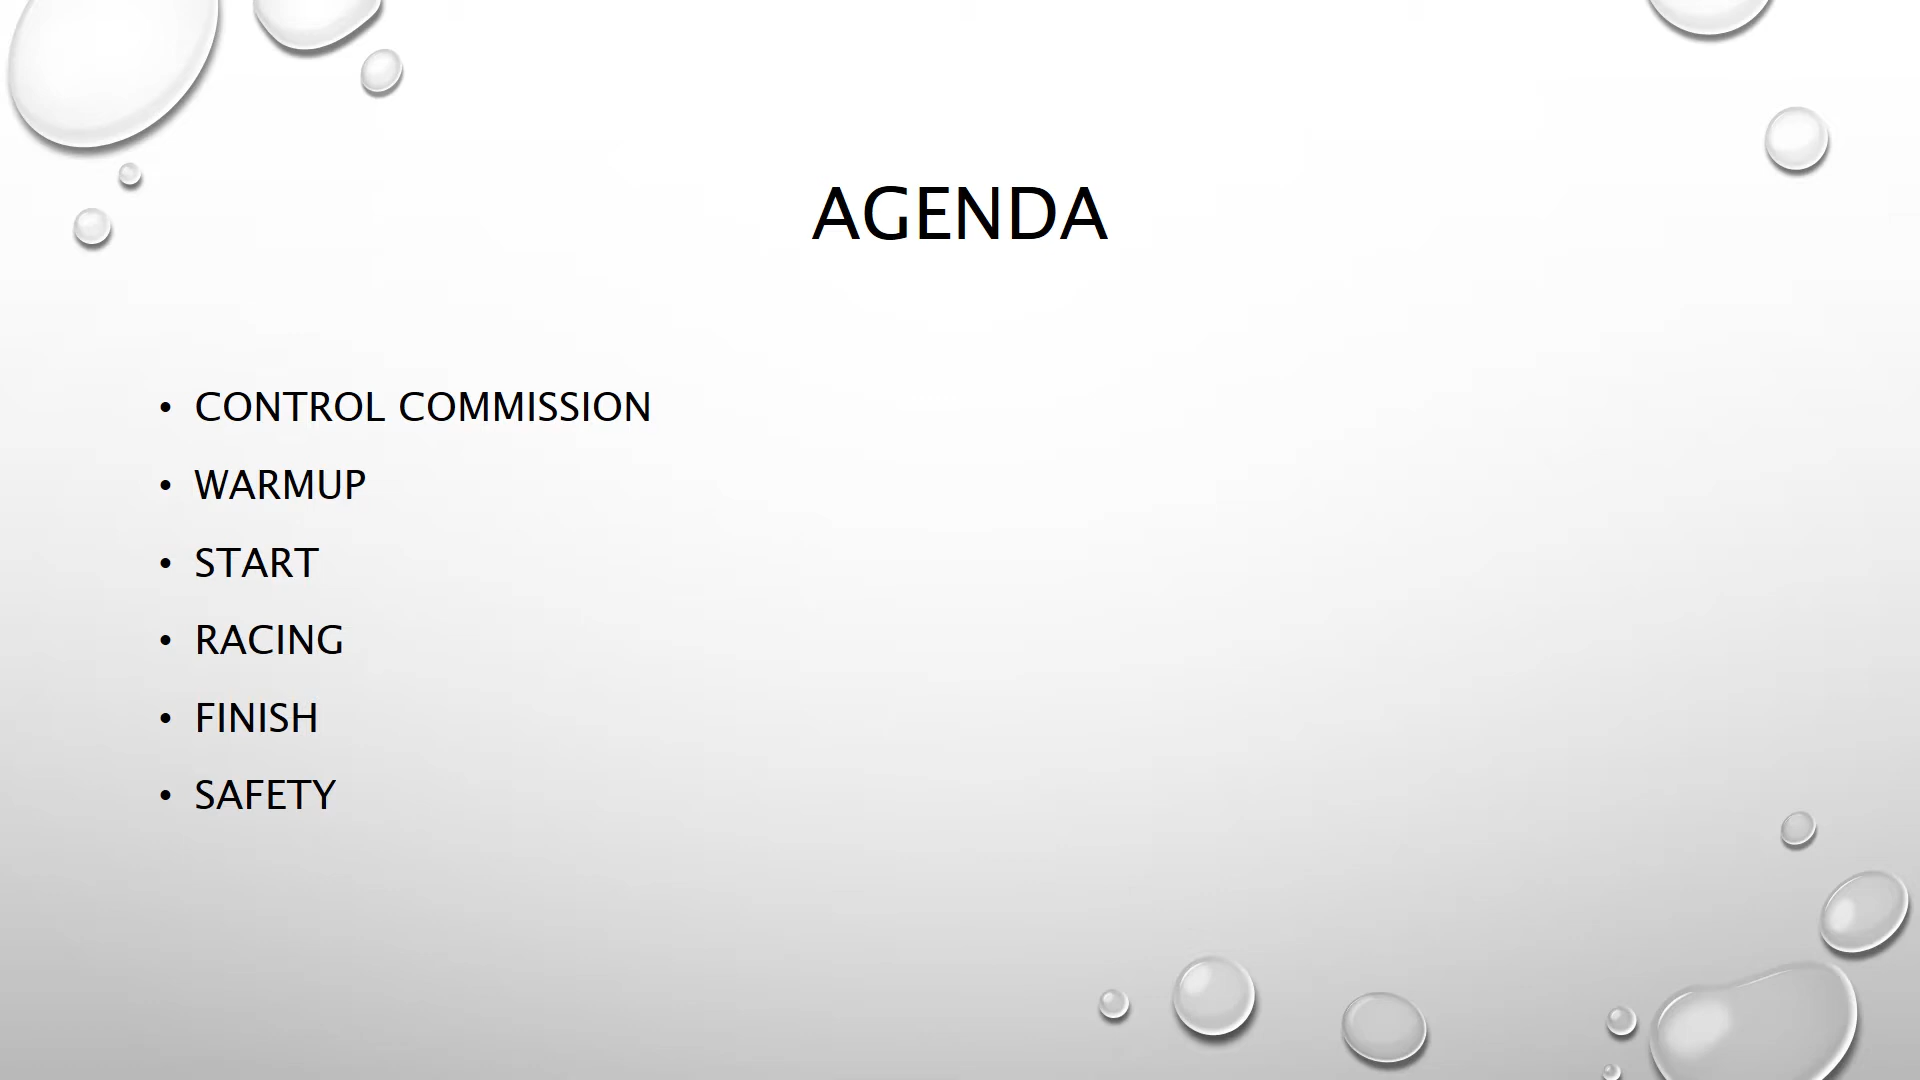 AGENDA
• CONTROL COMMISSION
• WARMUP
• START
• RACING
• FINISH
• SAFETY